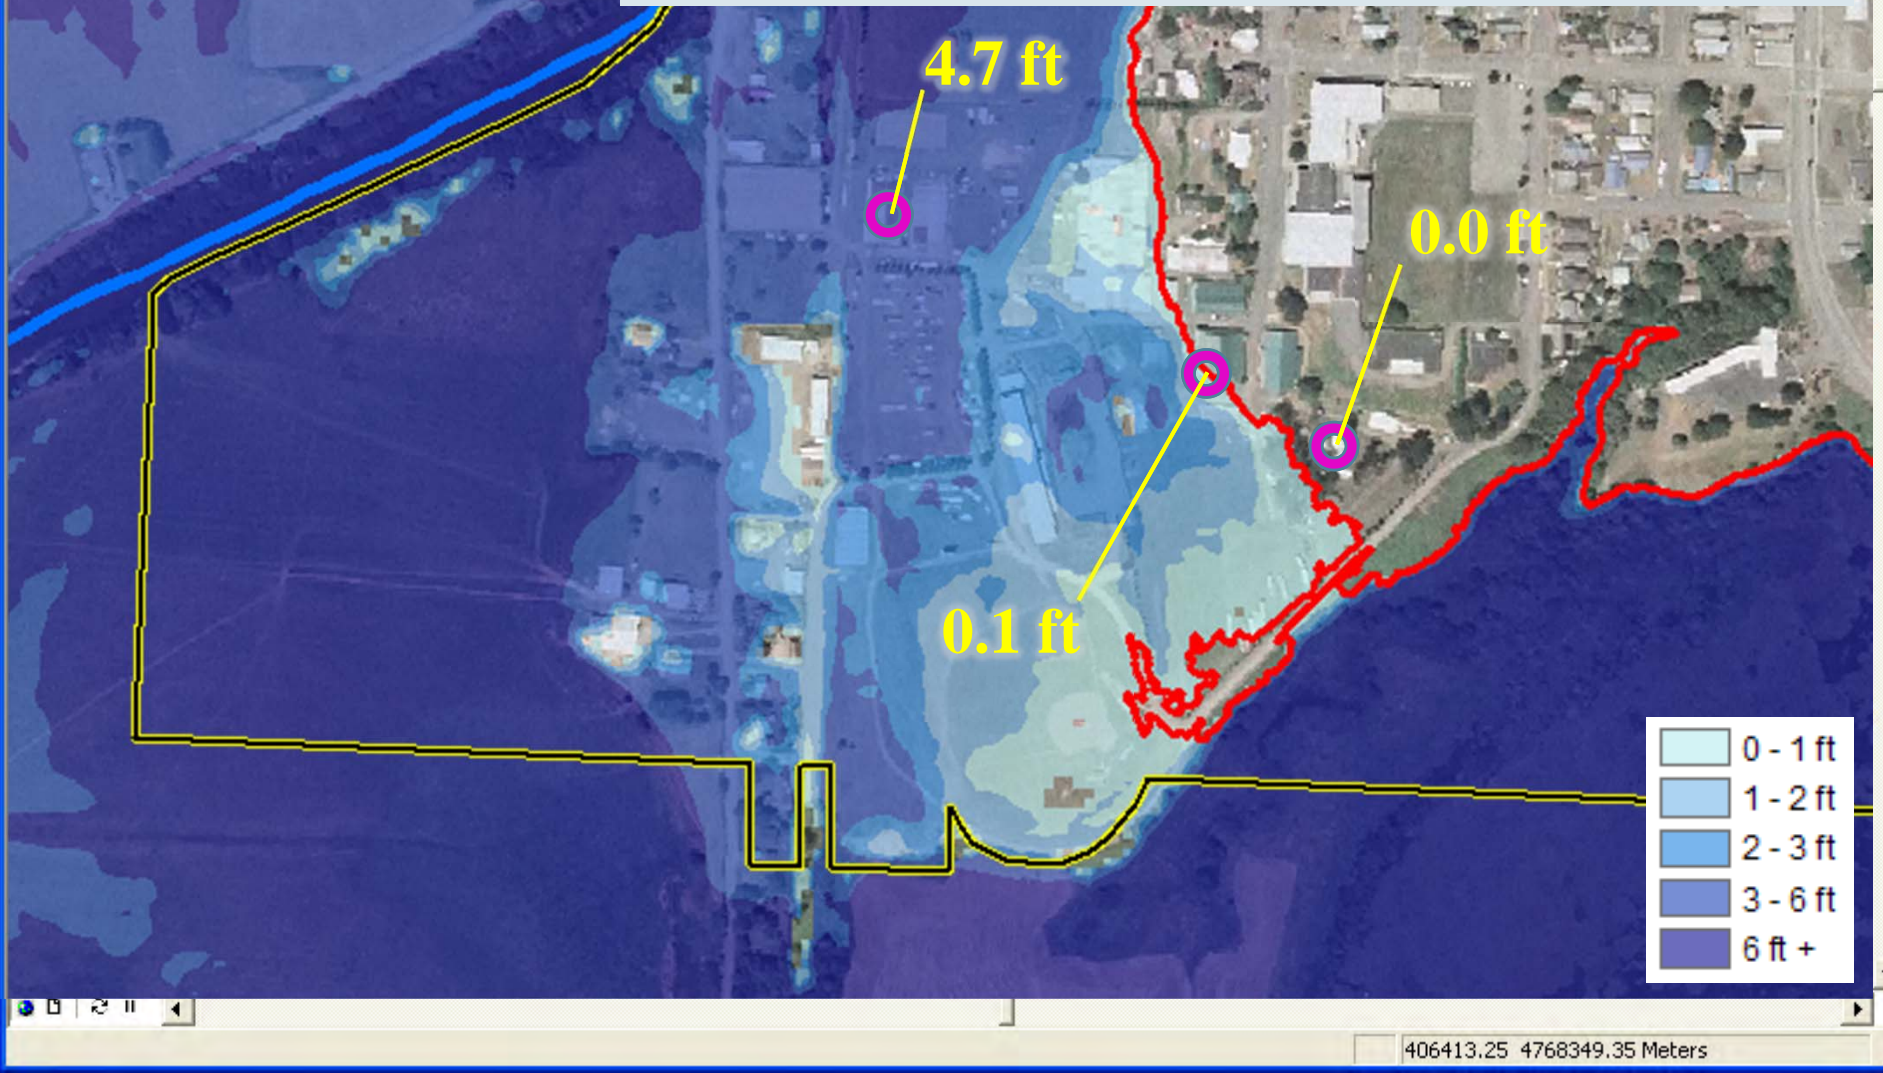 4.7 ft
0.0 ft
0.1 ft
0 - 1 ft
1 - 2 ft
2 - 3 ft
3 - 6 ft
6 ft +
406413.25 4768349.35 Meters